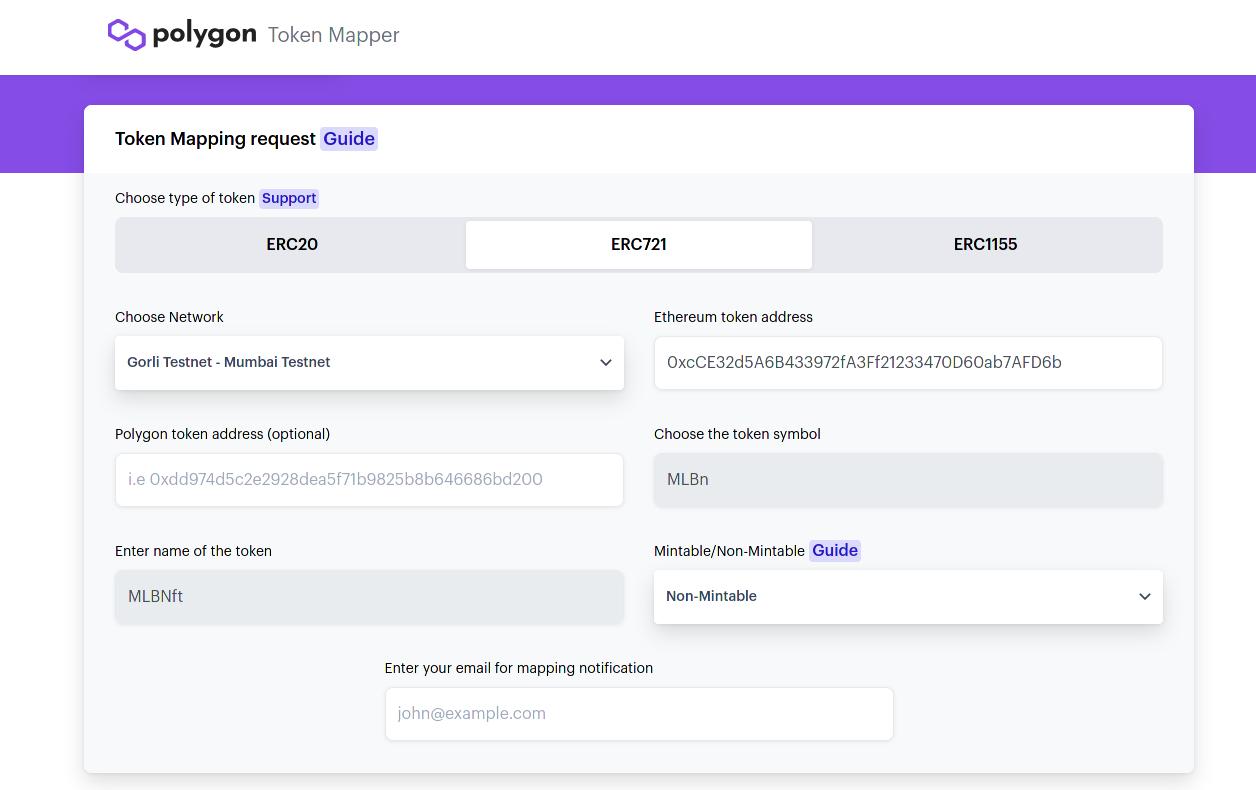 polygon Token Mapper
Token Mapping request Guide
Choose type of token Support
ERC20 ERC721 ERC1155
Choose Network
Ethereum token address
Gorli Testnet - Mumbai Testnet
0xcCE32d5A6B433972fA3Ff21233470D60ab7AFD6b
Polygon token address (optional)
Choose the token symbol
i.e 0xdd974d5c2e2928dea5f71b9825b8b646686bd200
MLBn
Enter name of the token
Mintable/Non-Mintable Guide
MLBNft
Non-Mintable
Enter your email for mapping notification
john@example.com